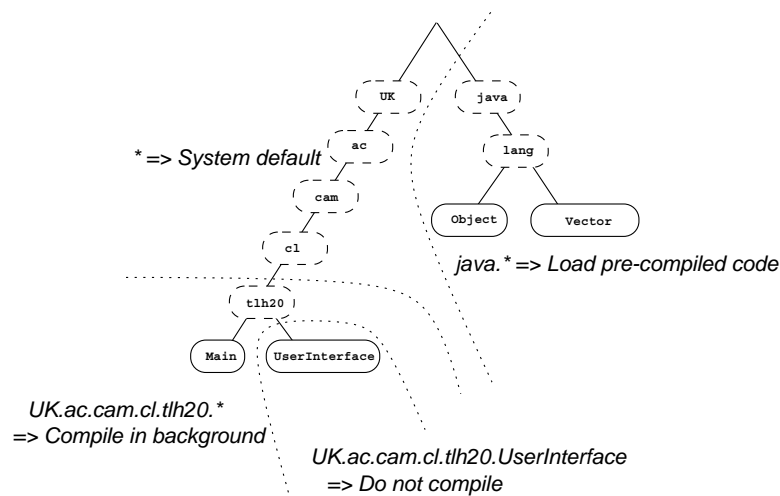 UK
java
ac
* => System default
lang
cam
Object
Vector
cl
java.* => Load pre-compiled code
tlh20
Main
UserInterface
UK.ac.cam.cl.tlh20.*
=> Compile in background
UK.ac.cam.cl.tlh20.UserInterface
=> Do not compile